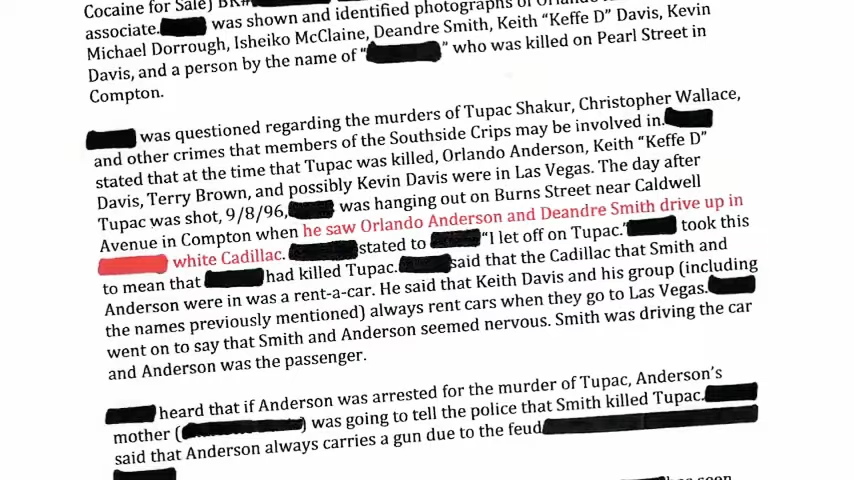 Cocaine for Sale) BK#
associate. was shown and identified photographs of
Michael Dorrough, Isheiko McClaine, Deandre Smith, Keith “Keffe D” Davis, Kevin
Davis, and a person by the name of “ ” who was killed on Pearl Street in
Compton.
was questioned regarding the murders of Tupac Shakur, Christopher Wallace,
and other crimes that members of the Southside Crips may be involved in.
stated that at the time that Tupac was killed, Orlando Anderson, Keith “Keffe D”
Davis, Terry Brown, and possibly Kevin Davis were in Las Vegas. The day after
Tupac was shot, 9/8/96, was hanging out on Burns Street near Caldwell
Avenue in Compton when he saw Orlando Anderson and Deandre Smith drive up in
white Cadillac. stated to “I let off on Tupac.” took this
to mean that had killed Tupac. said that the Cadillac that Smith and
Anderson were in was a rent-a-car. He said that Keith Davis and his group (including
the names previously mentioned) always rent cars when they go to Las Vegas.
went on to say that Smith and Anderson seemed nervous. Smith was driving the car
and Anderson was the passenger.
heard that if Anderson was arrested for the murder of Tupac, Anderson’s
mother ( ) was going to tell the police that Smith killed Tupac.
said that Anderson always carries a gun due to the feud